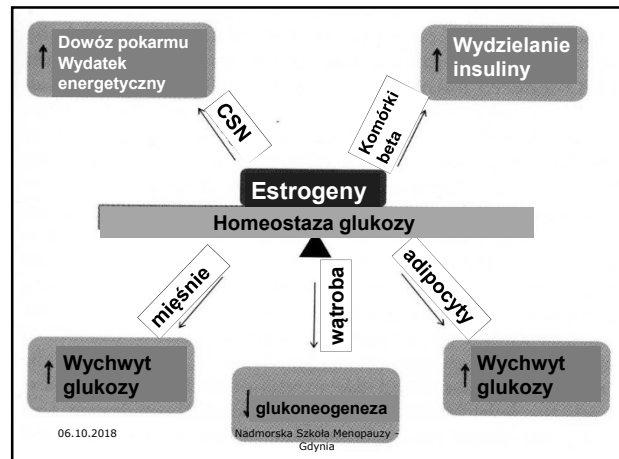 ↑ Dowóz pokarmu
Wydatek
energetyczny
↑ Wydzielanie
insuliny
CSN
Komórki
beta
Estrogeny
Homeostaza glukozy
mięśnie
wątroba
adipocyty
↑ Wychwyt
glukozy
↓ glukoneogeneza
↑ Wychwyt
glukozy
06.10.2018
Nadmorska Szkoła Menopauzy -
Gdynia